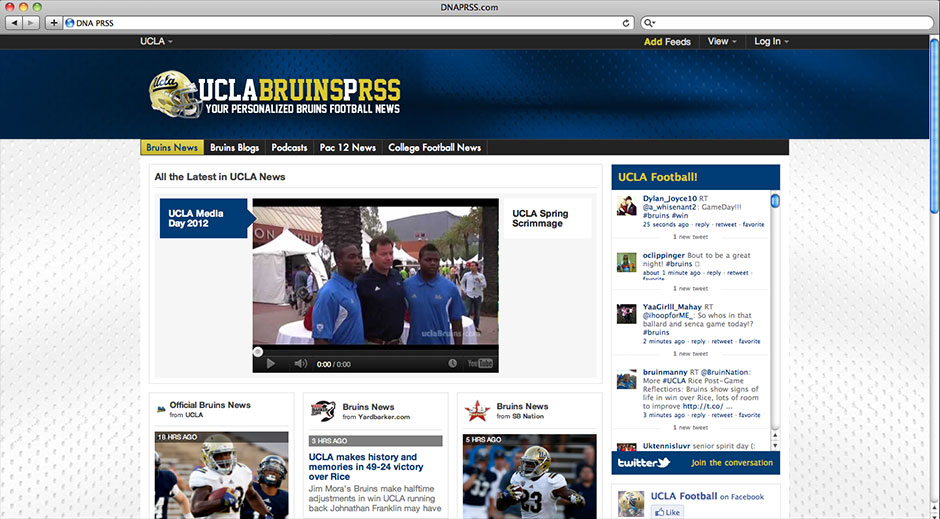 DNAPRSS.com
DNA PRSS
UCLA
Add Feeds
View
Log In
Ucla
UCLABRUINSPRSS
YOUR PERSONALIZED BRUINS FOOTBALL NEWS
Bruins News
Bruins Blogs
Podcasts
Pac 12 News
College Football News
All the Latest in UCLA News
UCLA Media
Day 2012
UCLA Spring
Scrimmage
uclabruins.com
0:00 / 0:00
YouTube
UCLA Football!
Dylan_joyce10 RT
@a_whisenant2: GameDay!!!
#bruins #win
25 seconds ago · reply · retweet · favorite
1 new tweet
oclippinger Bout to be a great
night! #bruins
about 1 minute ago · reply · retweet ·
favorite
1 new tweet
YaaGirlll_Mahay RT
@ihoopforME_: So whos in that
ballard and senca game today!?
#bruins
2 minutes ago · reply · retweet · favorite
1 new tweet
bruinmanny RT @BruinNation:
More #UCLA Rice Post-Game
Reflections: Bruins show signs of
life in win over Rice, lots of room
to improve http://t.co/ ...
3 minutes ago · reply · retweet · favorite
1 new tweet
Uktennisluvr senior spirit day (:
twitter
Join the conversation
UCLA Football on Facebook
Like
Official Bruins News
from UCLA
18 HRS AGO
Bruins News
from Yardbarker.com
3 HRS AGO
UCLA makes history and
memories in 49-24 victory
over Rice
Jim Mora's Bruins make halftime
adjustments in win UCLA running
back Johnathan Franklin may have
Bruins News
from SB Nation
5 HRS AGO
23
23